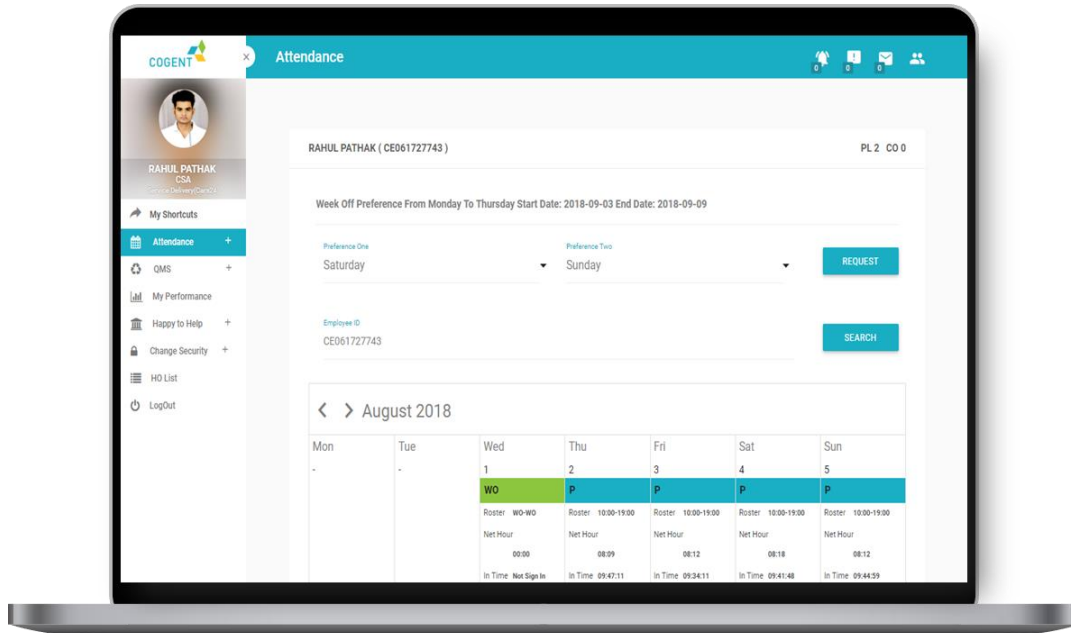 COGENT
×
Attendance
0 0 0
RAHUL PATHAK
CSA
My Shortcuts
Attendance +
QMS +
My Performance
Happy to Help +
Change Security +
HO List
LogOut
RAHUL PATHAK ( CE061727743 ) PL 2 CO 0
Week Off Preference From Monday To Thursday Start Date: 2018-09-03 End Date: 2018-09-09
Preference One Preference Two
Saturday Sunday REQUEST
Employee ID
CE061727743 SEARCH
August 2018
Mon Tue Wed Thu Fri Sat Sun
- - 1 2 3 4 5
WO P P P P
Roster WO-WO Roster 10:00-19:00 Roster 10:00-19:00 Roster 10:00-19:00 Roster 10:00-19:00
Net Hour Net Hour Net Hour Net Hour Net Hour
00:00 08:09 08:12 08:18 08:12
In Time Not Sign In In Time 09:47:11 In Time 09:34:11 In Time 09:41:48 In Time 09:44:59